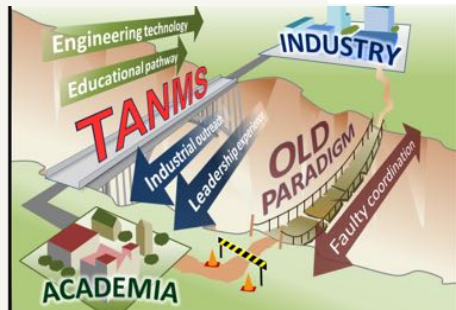 Engineering technology
Educational pathway
TANMS
INDUSTRY
Industrial outreach
Leadership experience
OLD
PARADIGM
Faulty coordination
ACADEMIA